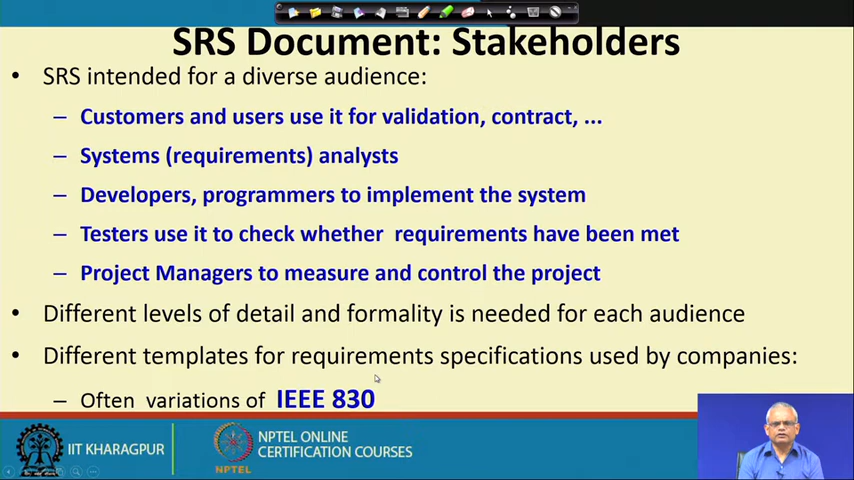 SRS Document: Stakeholders
• SRS intended for a diverse audience:
– Customers and users use it for validation, contract, ...
– Systems (requirements) analysts
– Developers, programmers to implement the system
– Testers use it to check whether requirements have been met
– Project Managers to measure and control the project
• Different levels of detail and formality is needed for each audience
• Different templates for requirements specifications used by companies:
– Often variations of IEEE 830
IIT KHARAGPUR
NPTEL
NPTEL ONLINE
CERTIFICATION COURSES